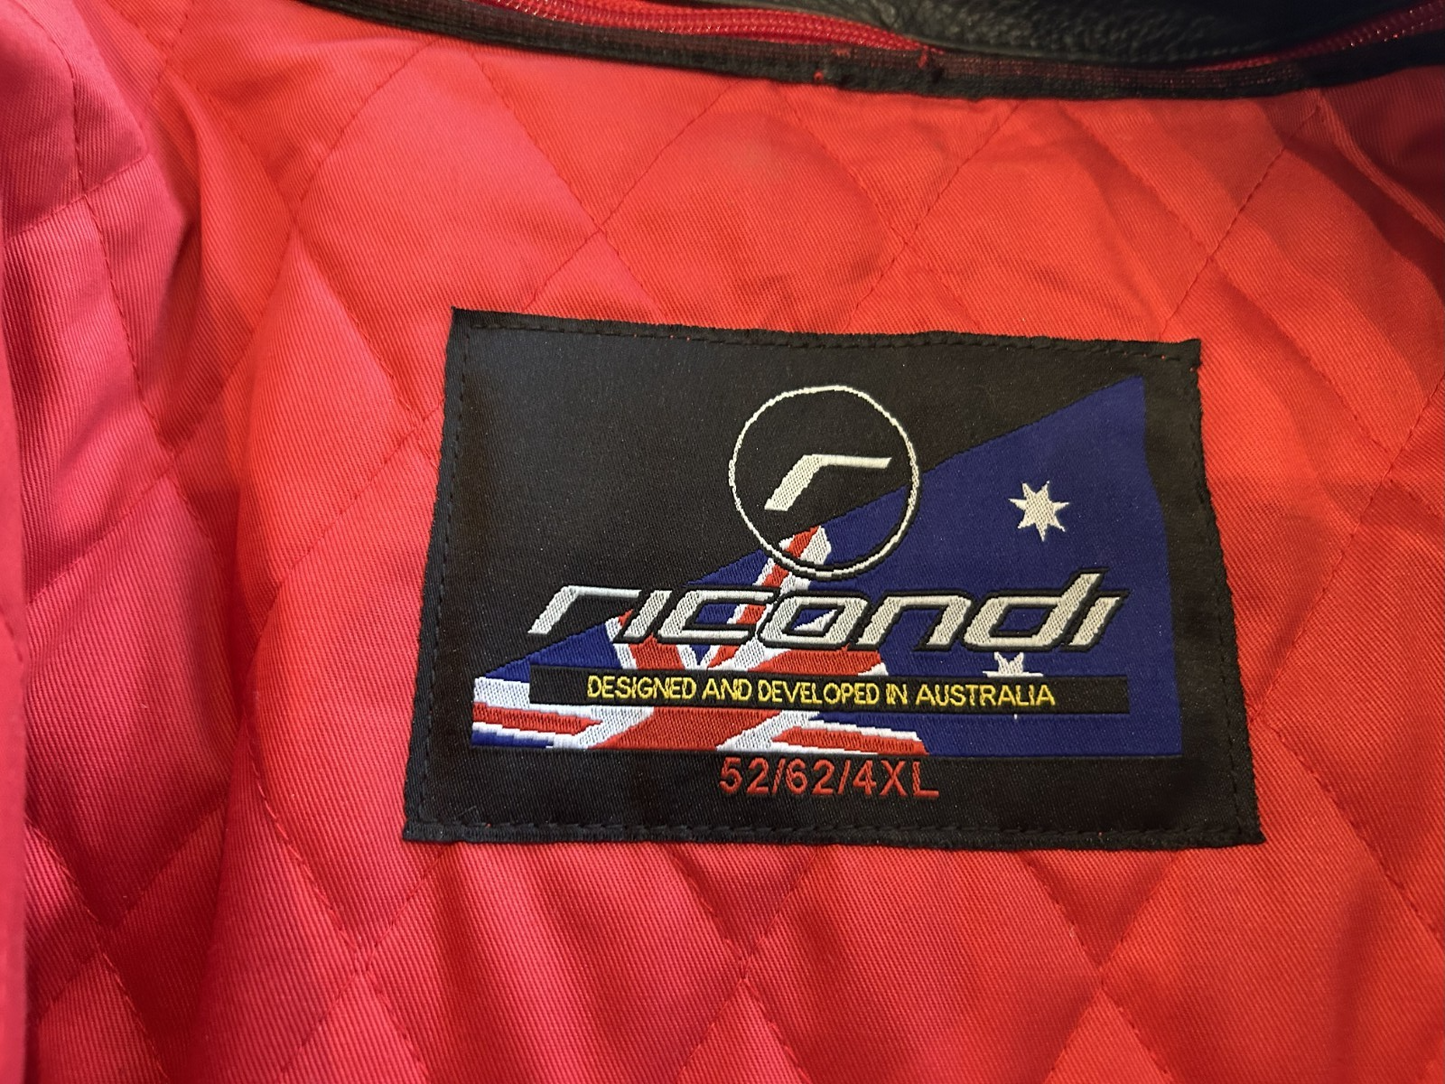 ricondi
DESIGNED AND DEVELOPED IN AUSTRALIA
52/62/4XL